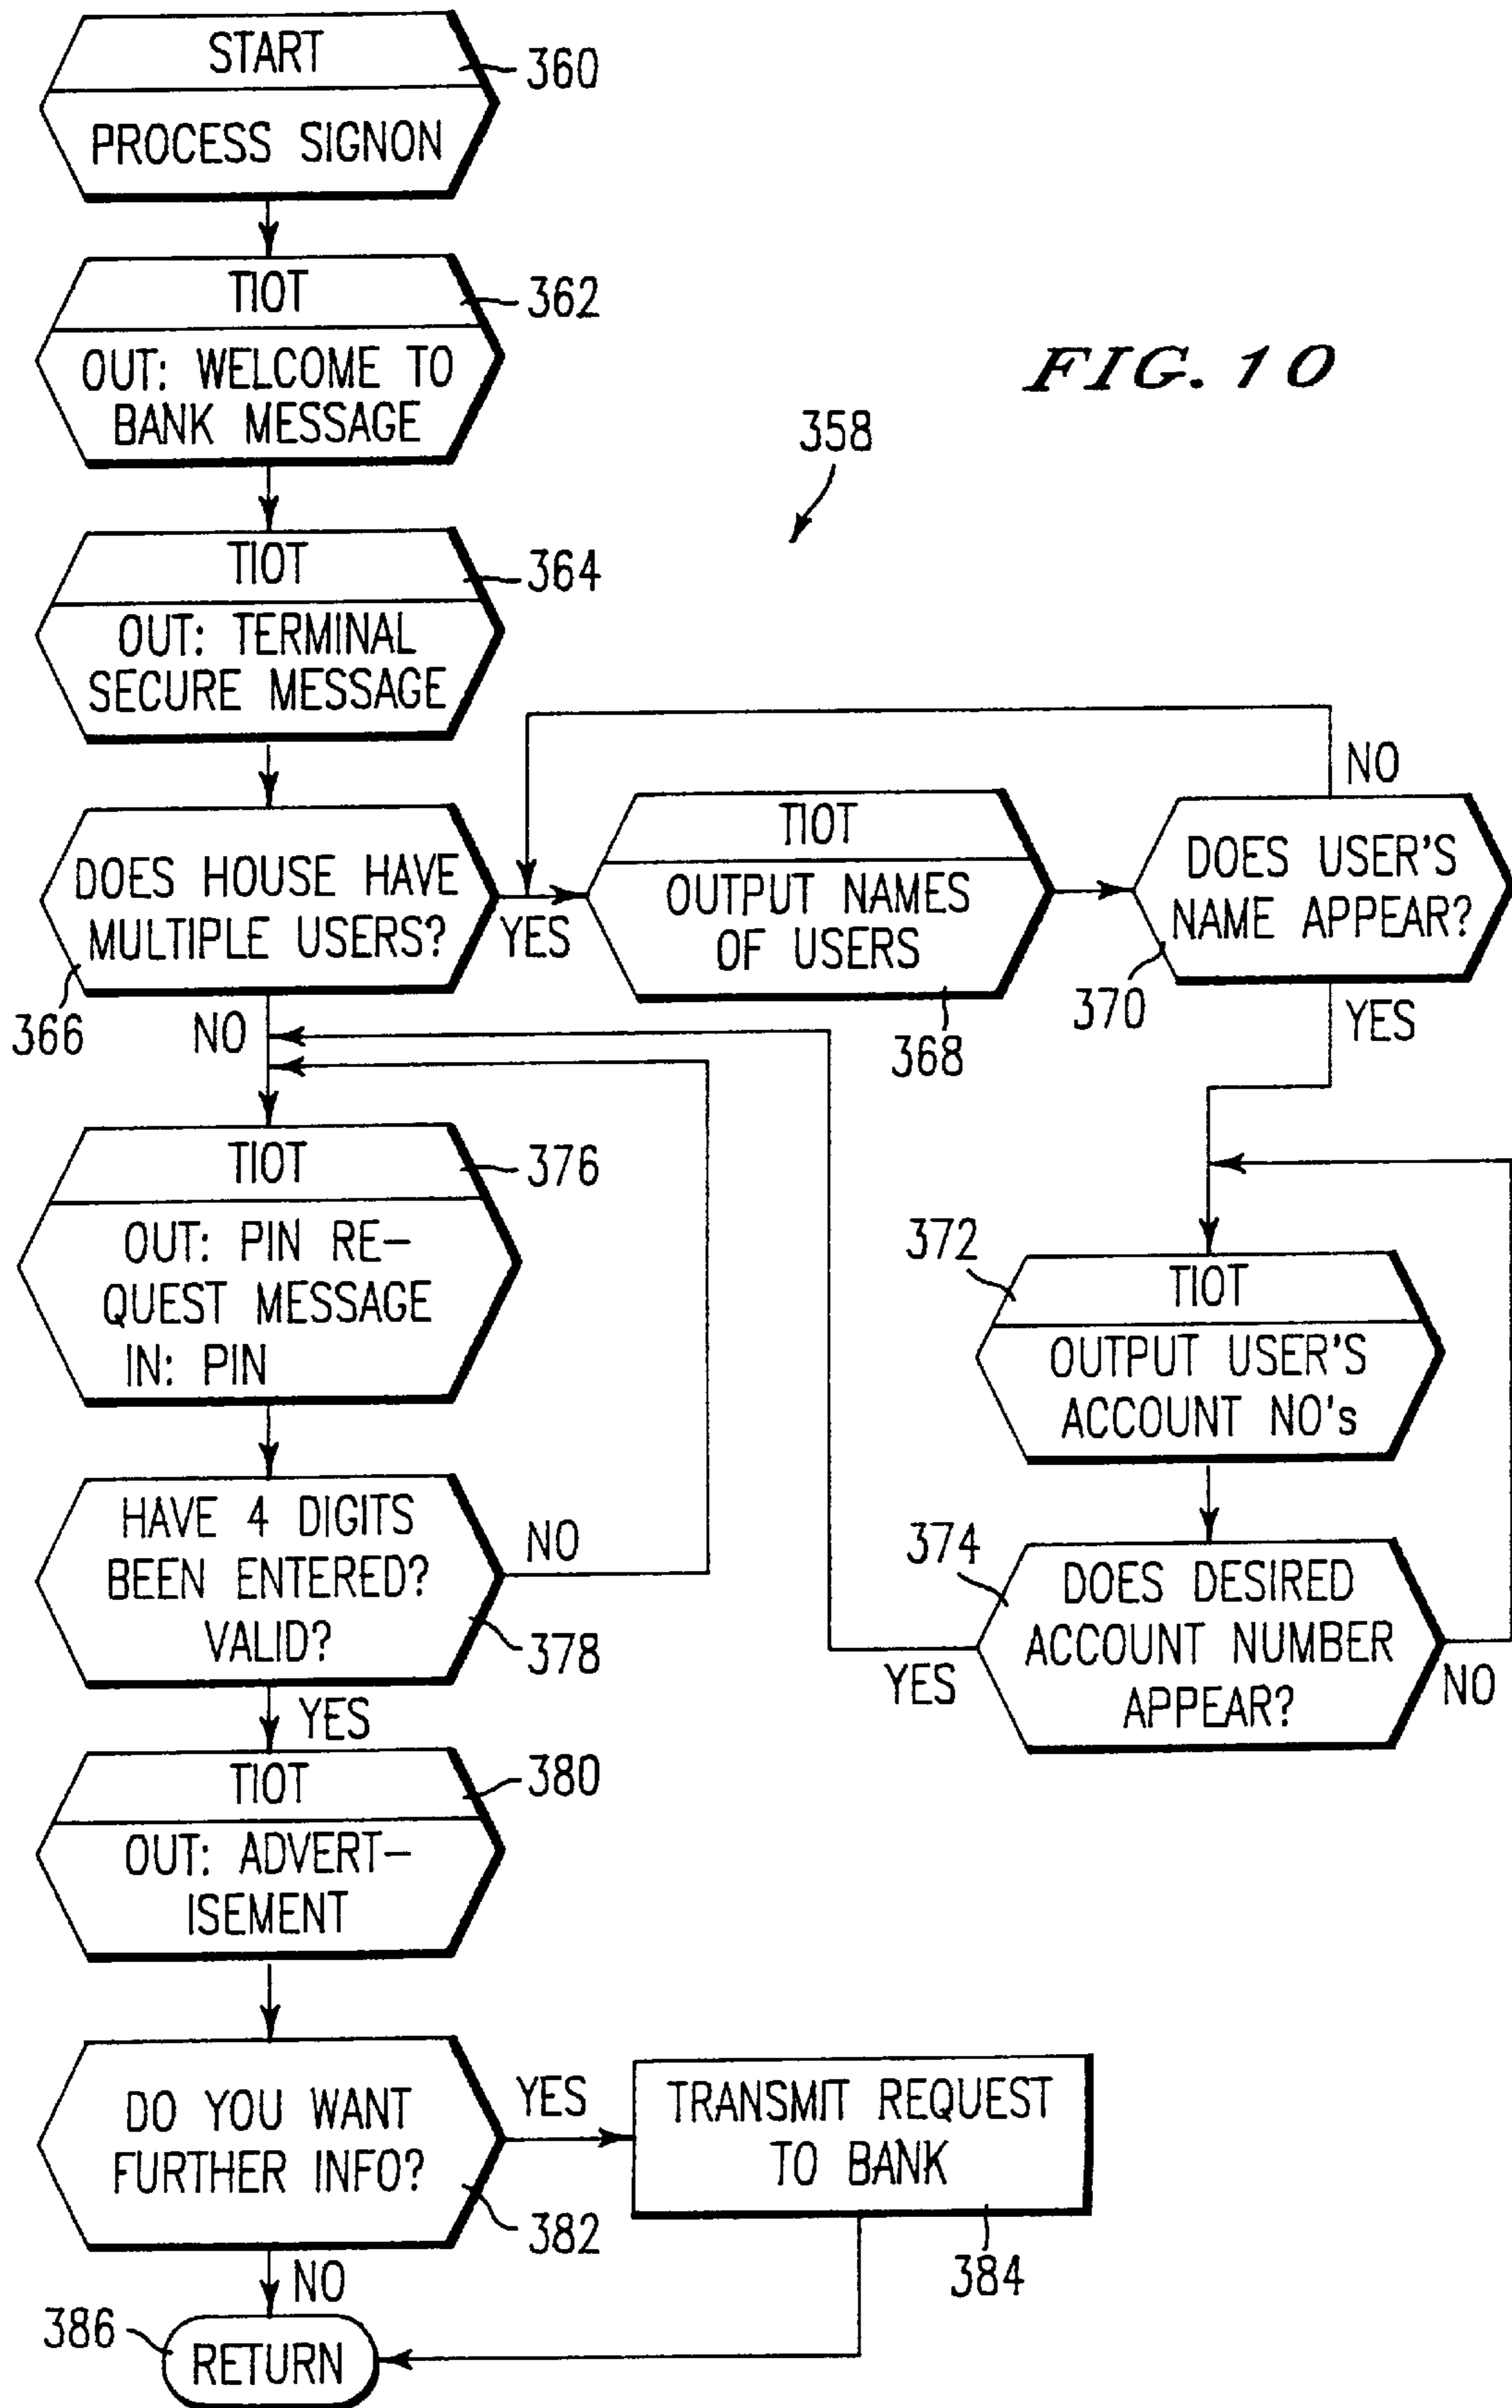 START
360
PROCESS SIGNON
TIOT
362
OUT: WELCOME TO
BANK MESSAGE
FIG. 10
358
TIOT
364
OUT: TERMINAL
SECURE MESSAGE
DOES HOUSE HAVE
MULTIPLE USERS?
366
YES
NO
TIOT
OUTPUT NAMES
OF USERS
368
NO
DOES USER'S
NAME APPEAR?
370
YES
372
TIOT
OUTPUT USER'S
ACCOUNT NO's
374
DOES DESIRED
ACCOUNT NUMBER
APPEAR?
YES
NO
TIOT
376
OUT: PIN RE-
QUEST MESSAGE
IN: PIN
HAVE 4 DIGITS
BEEN ENTERED?
VALID?
NO
378
YES
TIOT
380
OUT: ADVERT-
ISEMENT
DO YOU WANT
FURTHER INFO?
382
YES
TRANSMIT REQUEST
TO BANK
384
NO
386
RETURN